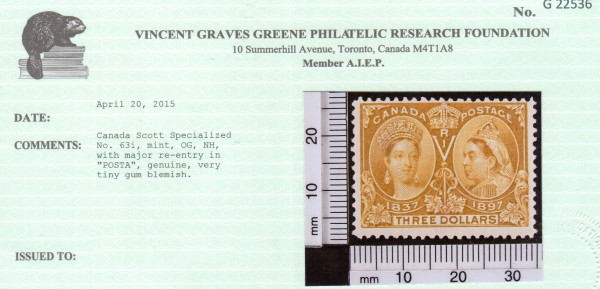 No. G 22536
VINCENT GRAVES GREENE PHILATELIC RESEARCH FOUNDATION
10 Summerhill Avenue, Toronto, Canada M4T1A8
Member A.I.E.P.
DATE:
April 20, 2015
COMMENTS:
Canada Scott Specialized
No. 63i, mint, OG, NH,
with major re-entry in
"POSTA", genuine, very
tiny gum blemish.
ISSUED TO:
20
10
mm
CANADA POSTAGE
V R I
1837 1897
THREE DOLLARS
mm 10 20 30